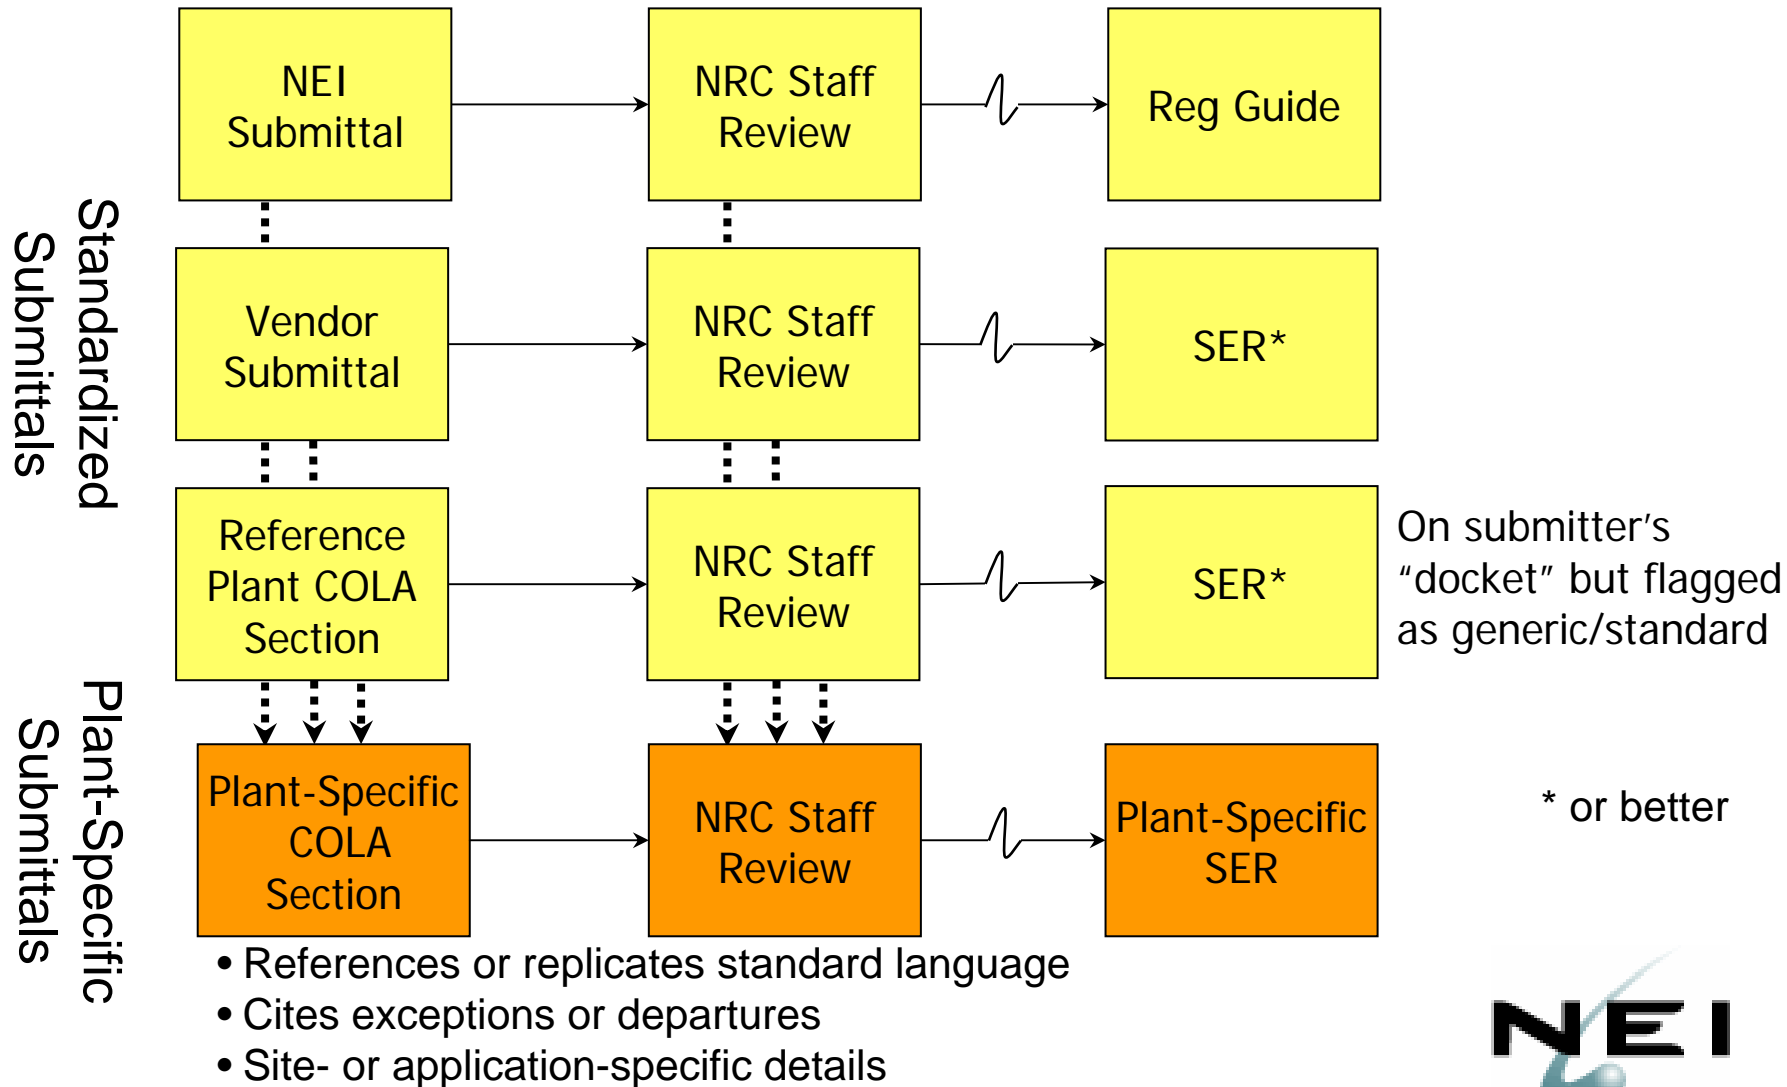 NEI
Submittal
NRC Staff
Review
Reg Guide
Standardized
Submittals
Vendor
Submittal
NRC Staff
Review
SER*
Reference
Plant COLA
Section
NRC Staff
Review
SER*
On submitter's
"docket" but flagged
as generic/standard
Plant-Specific
Submittals
Plant-Specific
COLA
Section
NRC Staff
Review
Plant-Specific
SER
* or better
• References or replicates standard language
• Cites exceptions or departures
• Site- or application-specific details
NEI